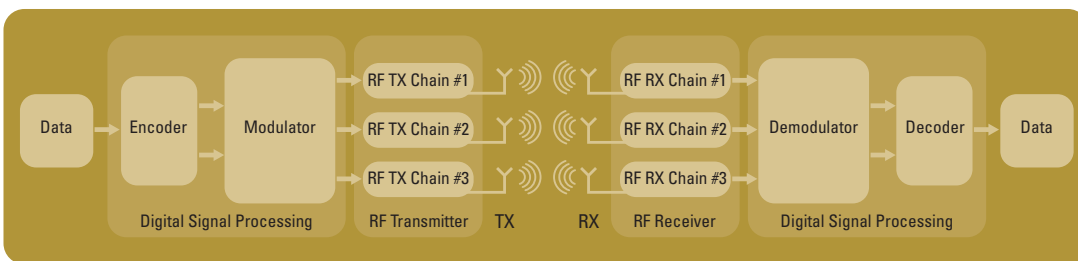 RF TX Chain #1
RF RX Chain #1
Data
Encoder
Modulator
RF TX Chain #2
RF RX Chain #2
Demodulator
Decoder
Data
RF TX Chain #3
RF RX Chain #3
Digital Signal Processing
RF Transmitter
TX
RX
RF Receiver
Digital Signal Processing